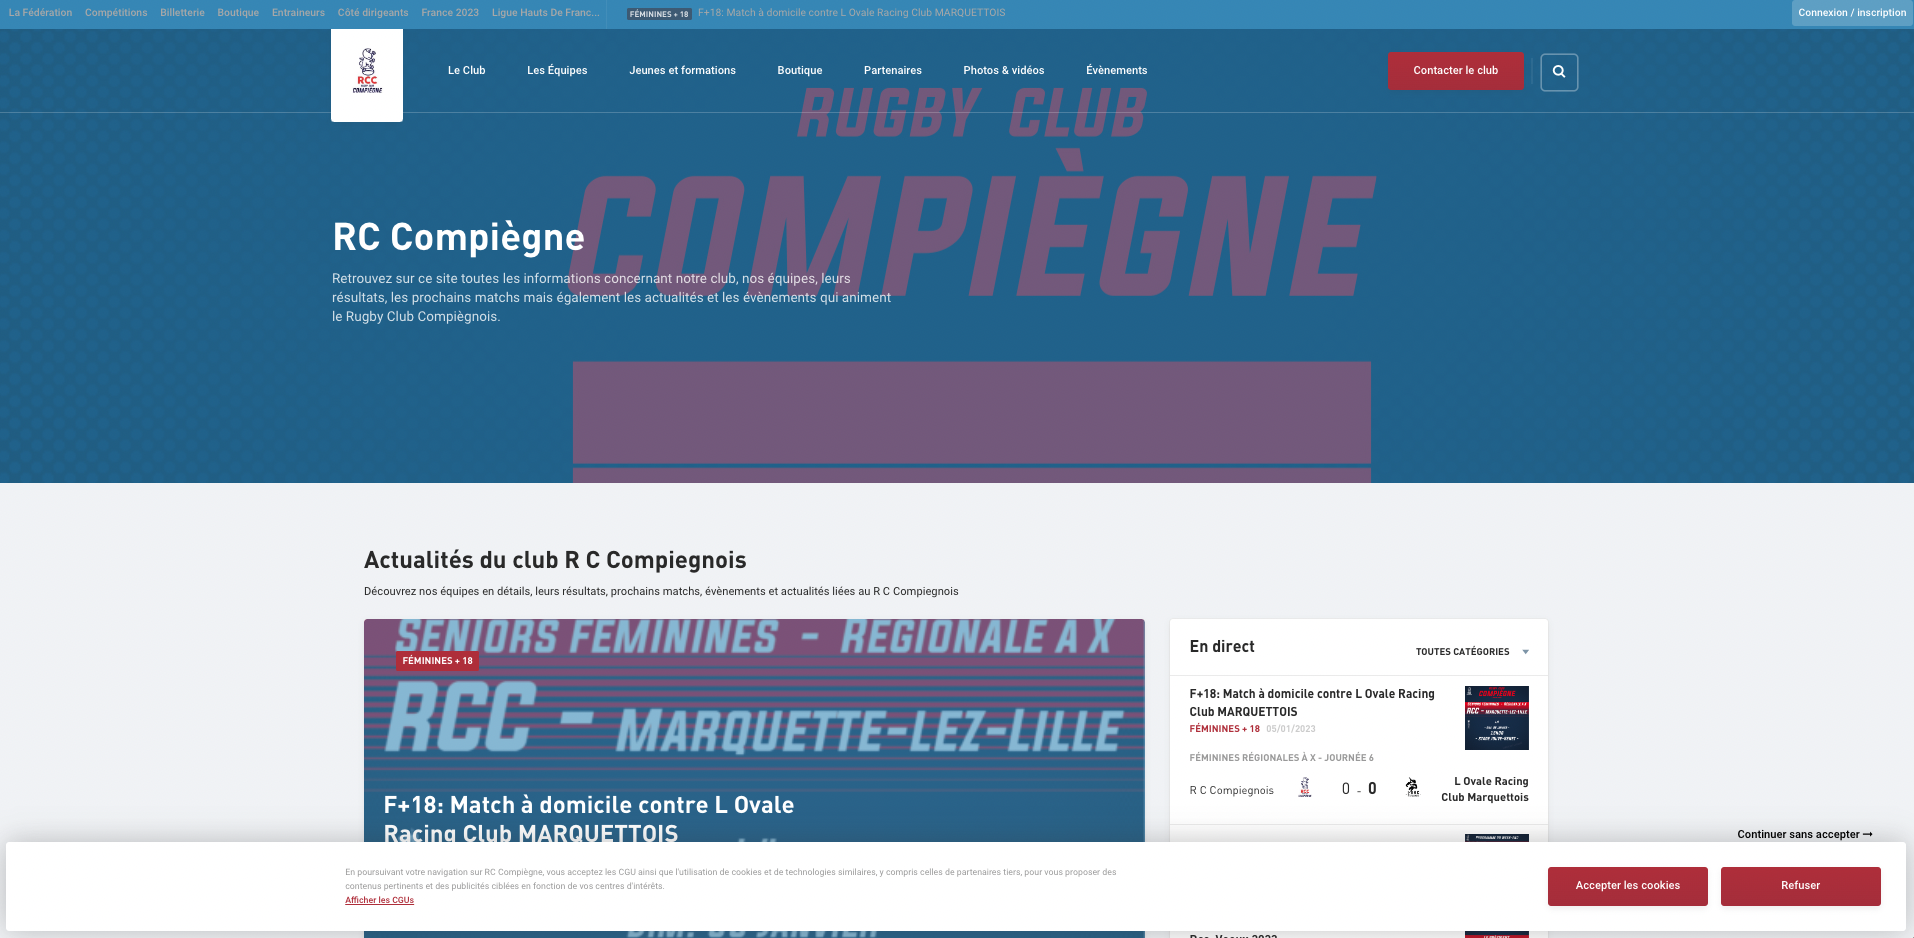 La Fédération Compétitions Billetterie Boutique Entraineurs Côté dirigeants France 2023 Ligue Hauts De Franc... FÉMININES + 18 F+18: Match à domicile contre L Ovale Racing Club MARQUETTOIS Connexion / inscription
RCC
COMPIÈGNE
Le Club Les Équipes Jeunes et formations Boutique Partenaires Photos & vidéos Évènements Contacter le club
RUGBY CLUB
COMPIÈGNE
RC Compiègne
Retrouvez sur ce site toutes les informations concernant notre club, nos équipes, leurs
résultats, les prochains matchs mais également les actualités et les évènements qui animent
le Rugby Club Compiègnois.
Actualités du club R C Compiegnois
Découvrez nos équipes en détails, leurs résultats, prochains matchs, évènements et actualités liées au R C Compiegnois
SENIORS FEMININES - REGIONALE A X
FÉMININES + 18
RCC - MARQUETTE-LEZ-LILLE
F+18: Match à domicile contre L Ovale
Racing Club MARQUETTOIS
En direct
TOUTES CATÉGORIES
F+18: Match à domicile contre L Ovale Racing
Club MARQUETTOIS
FÉMININES + 18 05/01/2023
COMPIÈGNE
RCC - MARQUETTE-LEZ-LILLE
FÉMININES RÉGIONALES À X - JOURNÉE 6
R C Compiegnois 0 - 0 L Ovale Racing
Club Marquettois
Continuer sans accepter →
En poursuivant votre navigation sur RC Compiègne, vous acceptez les CGU ainsi que l'utilisation de cookies et de technologies similaires, y compris celles de partenaires tiers, pour vous proposer des
contenus pertinents et des publicités ciblées en fonction de vos centres d'intérêts.
Afficher les CGUs
Accepter les cookies Refuser